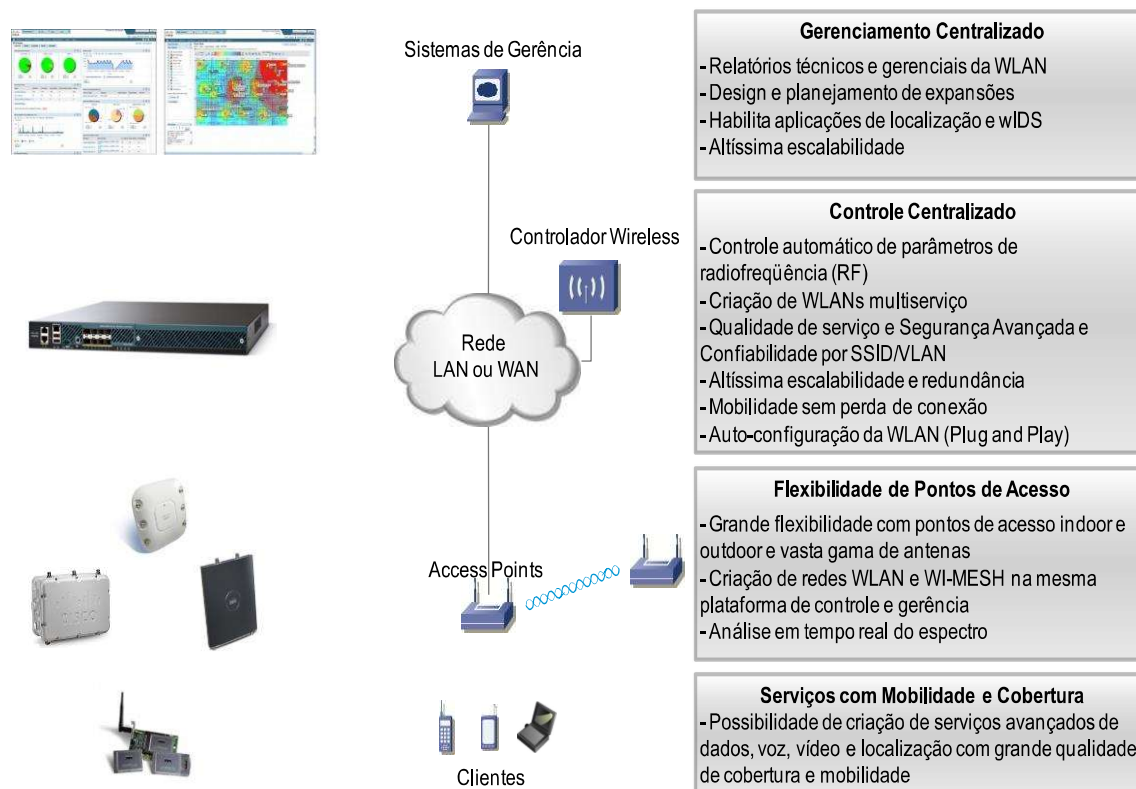 Sistemas de Gerência
Gerenciamento Centralizado
- Relatórios técnicos e gerenciais da WLAN
- Design e planejamento de expansões
- Habilita aplicações de localização e wIDS
- Altíssima escalabilidade
Controlador Wireless
Rede
LAN ou WAN
Controle Centralizado
- Controle automático de parâmetros de
radiofreqüência (RF)
- Criação de WLANs multiserviço
- Qualidade de serviço e Segurança Avançada e
Confiabilidade por SSID/VLAN
- Altíssima escalabilidade e redundância
- Mobilidade sem perda de conexão
- Auto-configuração da WLAN (Plug and Play)
Access Points
Flexibilidade de Pontos de Acesso
- Grande flexibilidade com pontos de acesso indoor e
outdoor e vasta gama de antenas
- Criação de redes WLAN e WI-MESH na mesma
plataforma de controle e gerência
- Análise em tempo real do espectro
Clientes
Serviços com Mobilidade e Cobertura
- Possibilidade de criação de serviços avançados de
dados, voz, vídeo e localização com grande qualidade
de cobertura e mobilidade